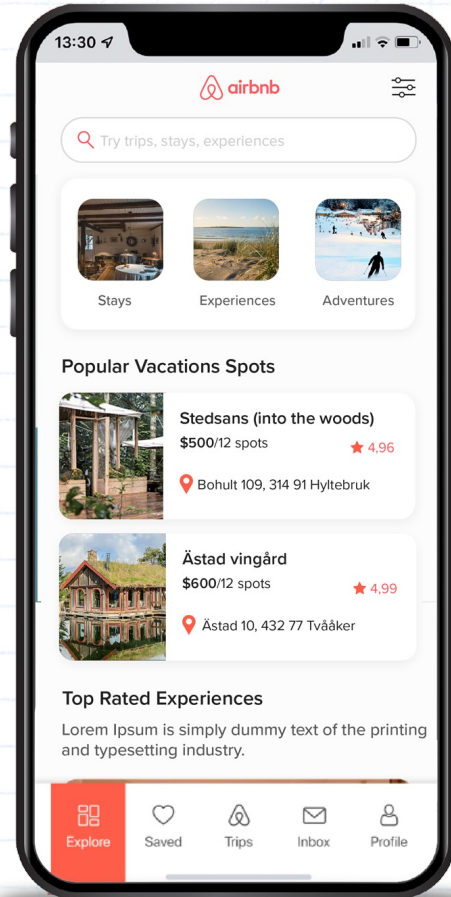 13:30
airbnb
Try trips, stays, experiences
Stays
Experiences
Adventures
Popular Vacations Spots
Stedsans (into the woods)
$500/12 spots
4,96
Bohult 109, 314 91 Hyltebruk
Ästad vingård
$600/12 spots
4,99
Ästad 10, 432 77 Tvååker
Top Rated Experiences
Lorem Ipsum is simply dummy text of the printing
and typesetting industry.
Explore
Saved
Trips
Inbox
Profile